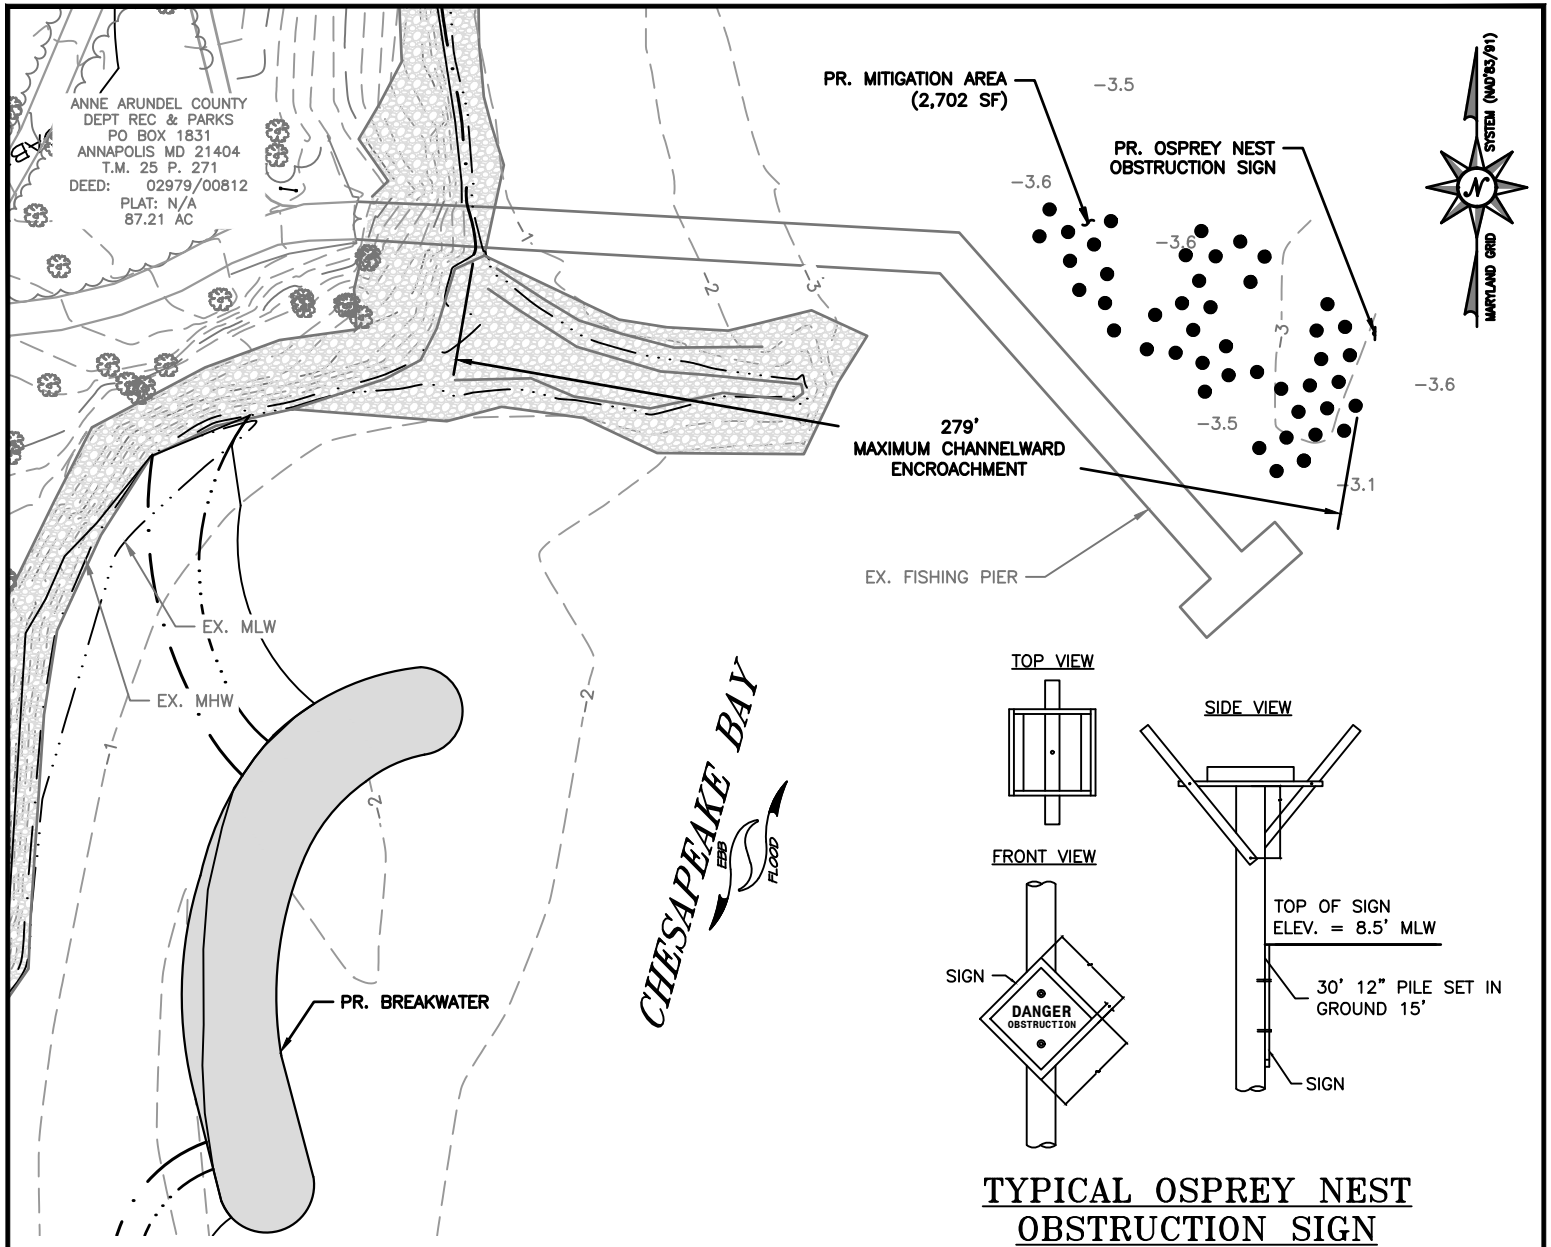 ANNE ARUNDEL COUNTY
DEPT REC & PARKS
PO BOX 1831
ANNAPOLIS MD 21404
T.M. 25 P. 271
DEED: 02979/00812
PLAT: N/A
87.21 AC
PR. MITIGATION AREA
(2,702 SF)
-3.5
PR. OSPREY NEST
OBSTRUCTION SIGN
SYSTEM (NAD'83/91)
N
MARYLAND GRID
-3.6
-3.6
1
-2
-3
-3
-3.6
-3.5
-3.1
279'
MAXIMUM CHANNELWARD
ENCROACHMENT
EX. FISHING PIER
EX. MLW
EX. MHW
1
-2
2
CHESAPEAKE BAY
EBB
FLOOD
PR. BREAKWATER
TOP VIEW
SIDE VIEW
FRONT VIEW
SIGN
DANGER
OBSTRUCTION
TOP OF SIGN
ELEV. = 8.5' MLW
30' 12" PILE SET IN
GROUND 15'
SIGN
TYPICAL OSPREY NEST
OBSTRUCTION SIGN